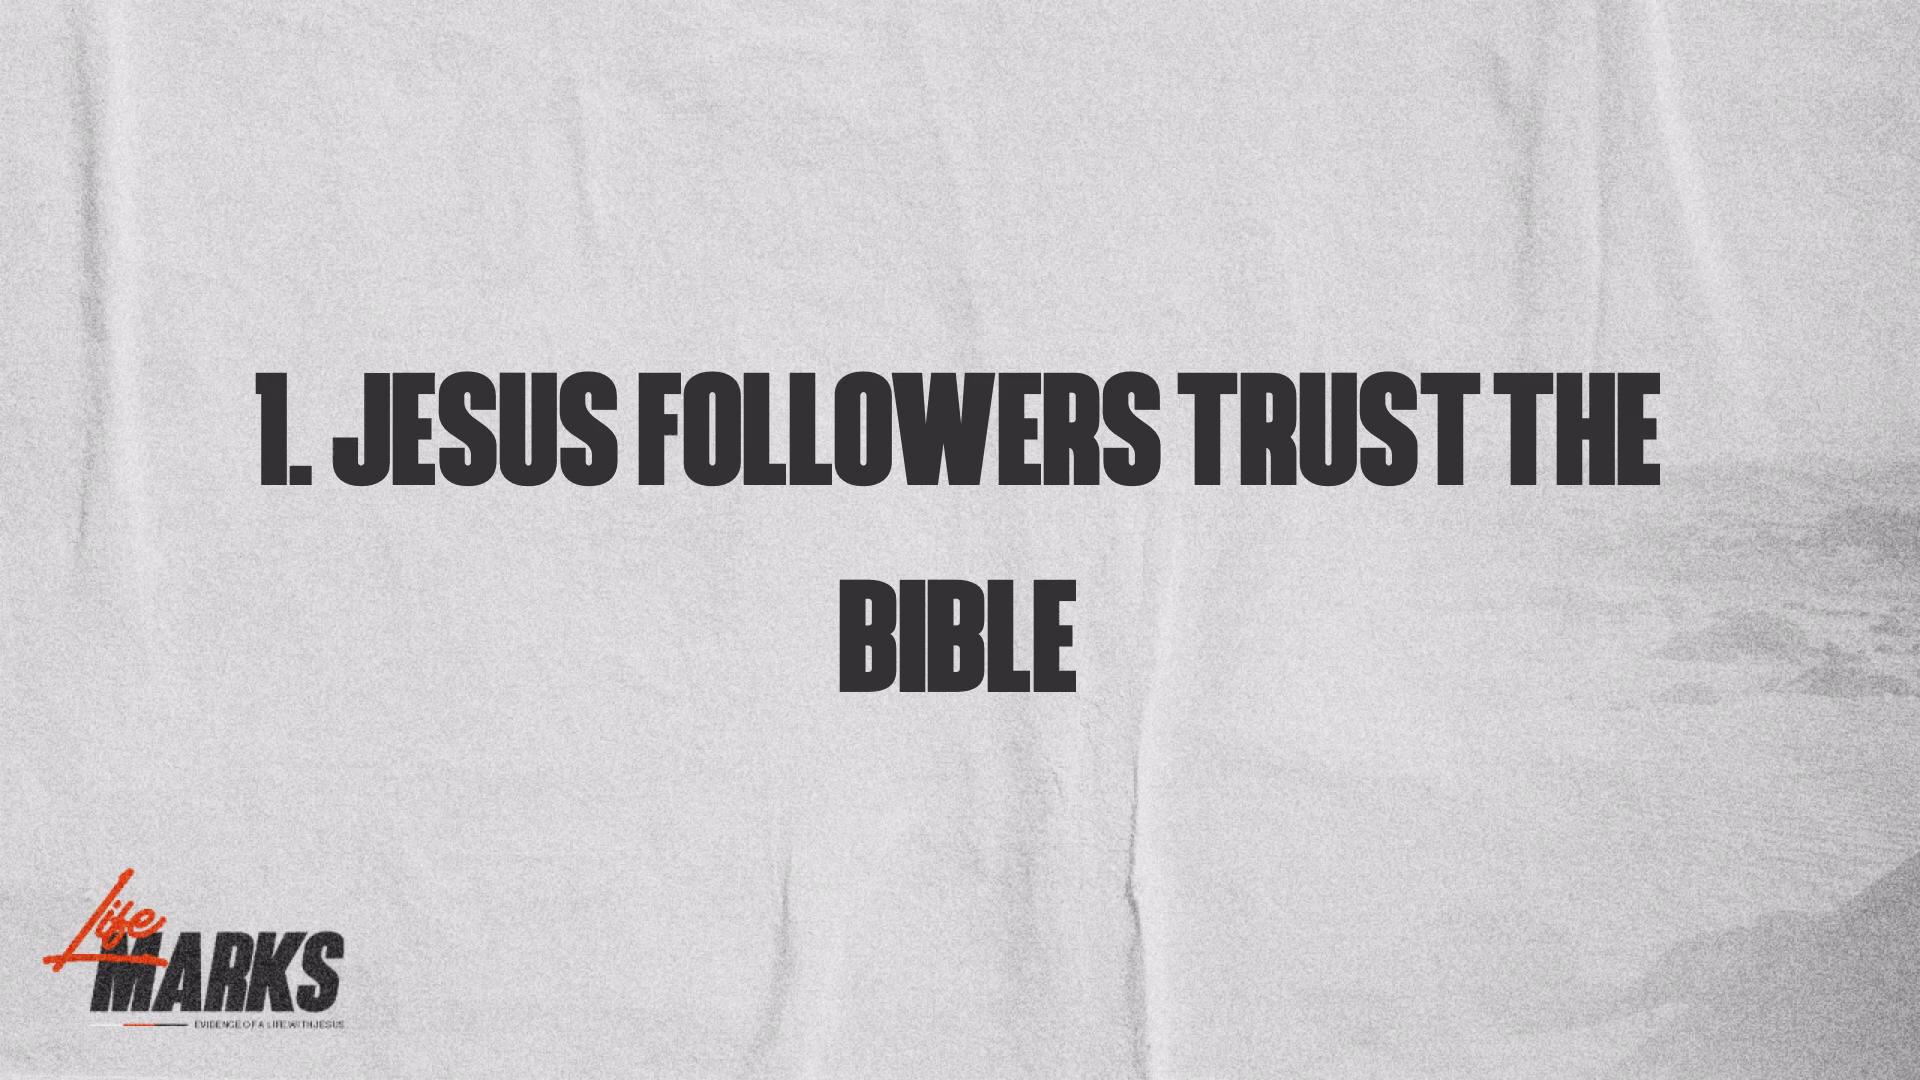 1. JESUS FOLLOWERS TRUST THE
BIBLE
Life
MARKS
EVIDENCE OF A LIFE WITH JESUS